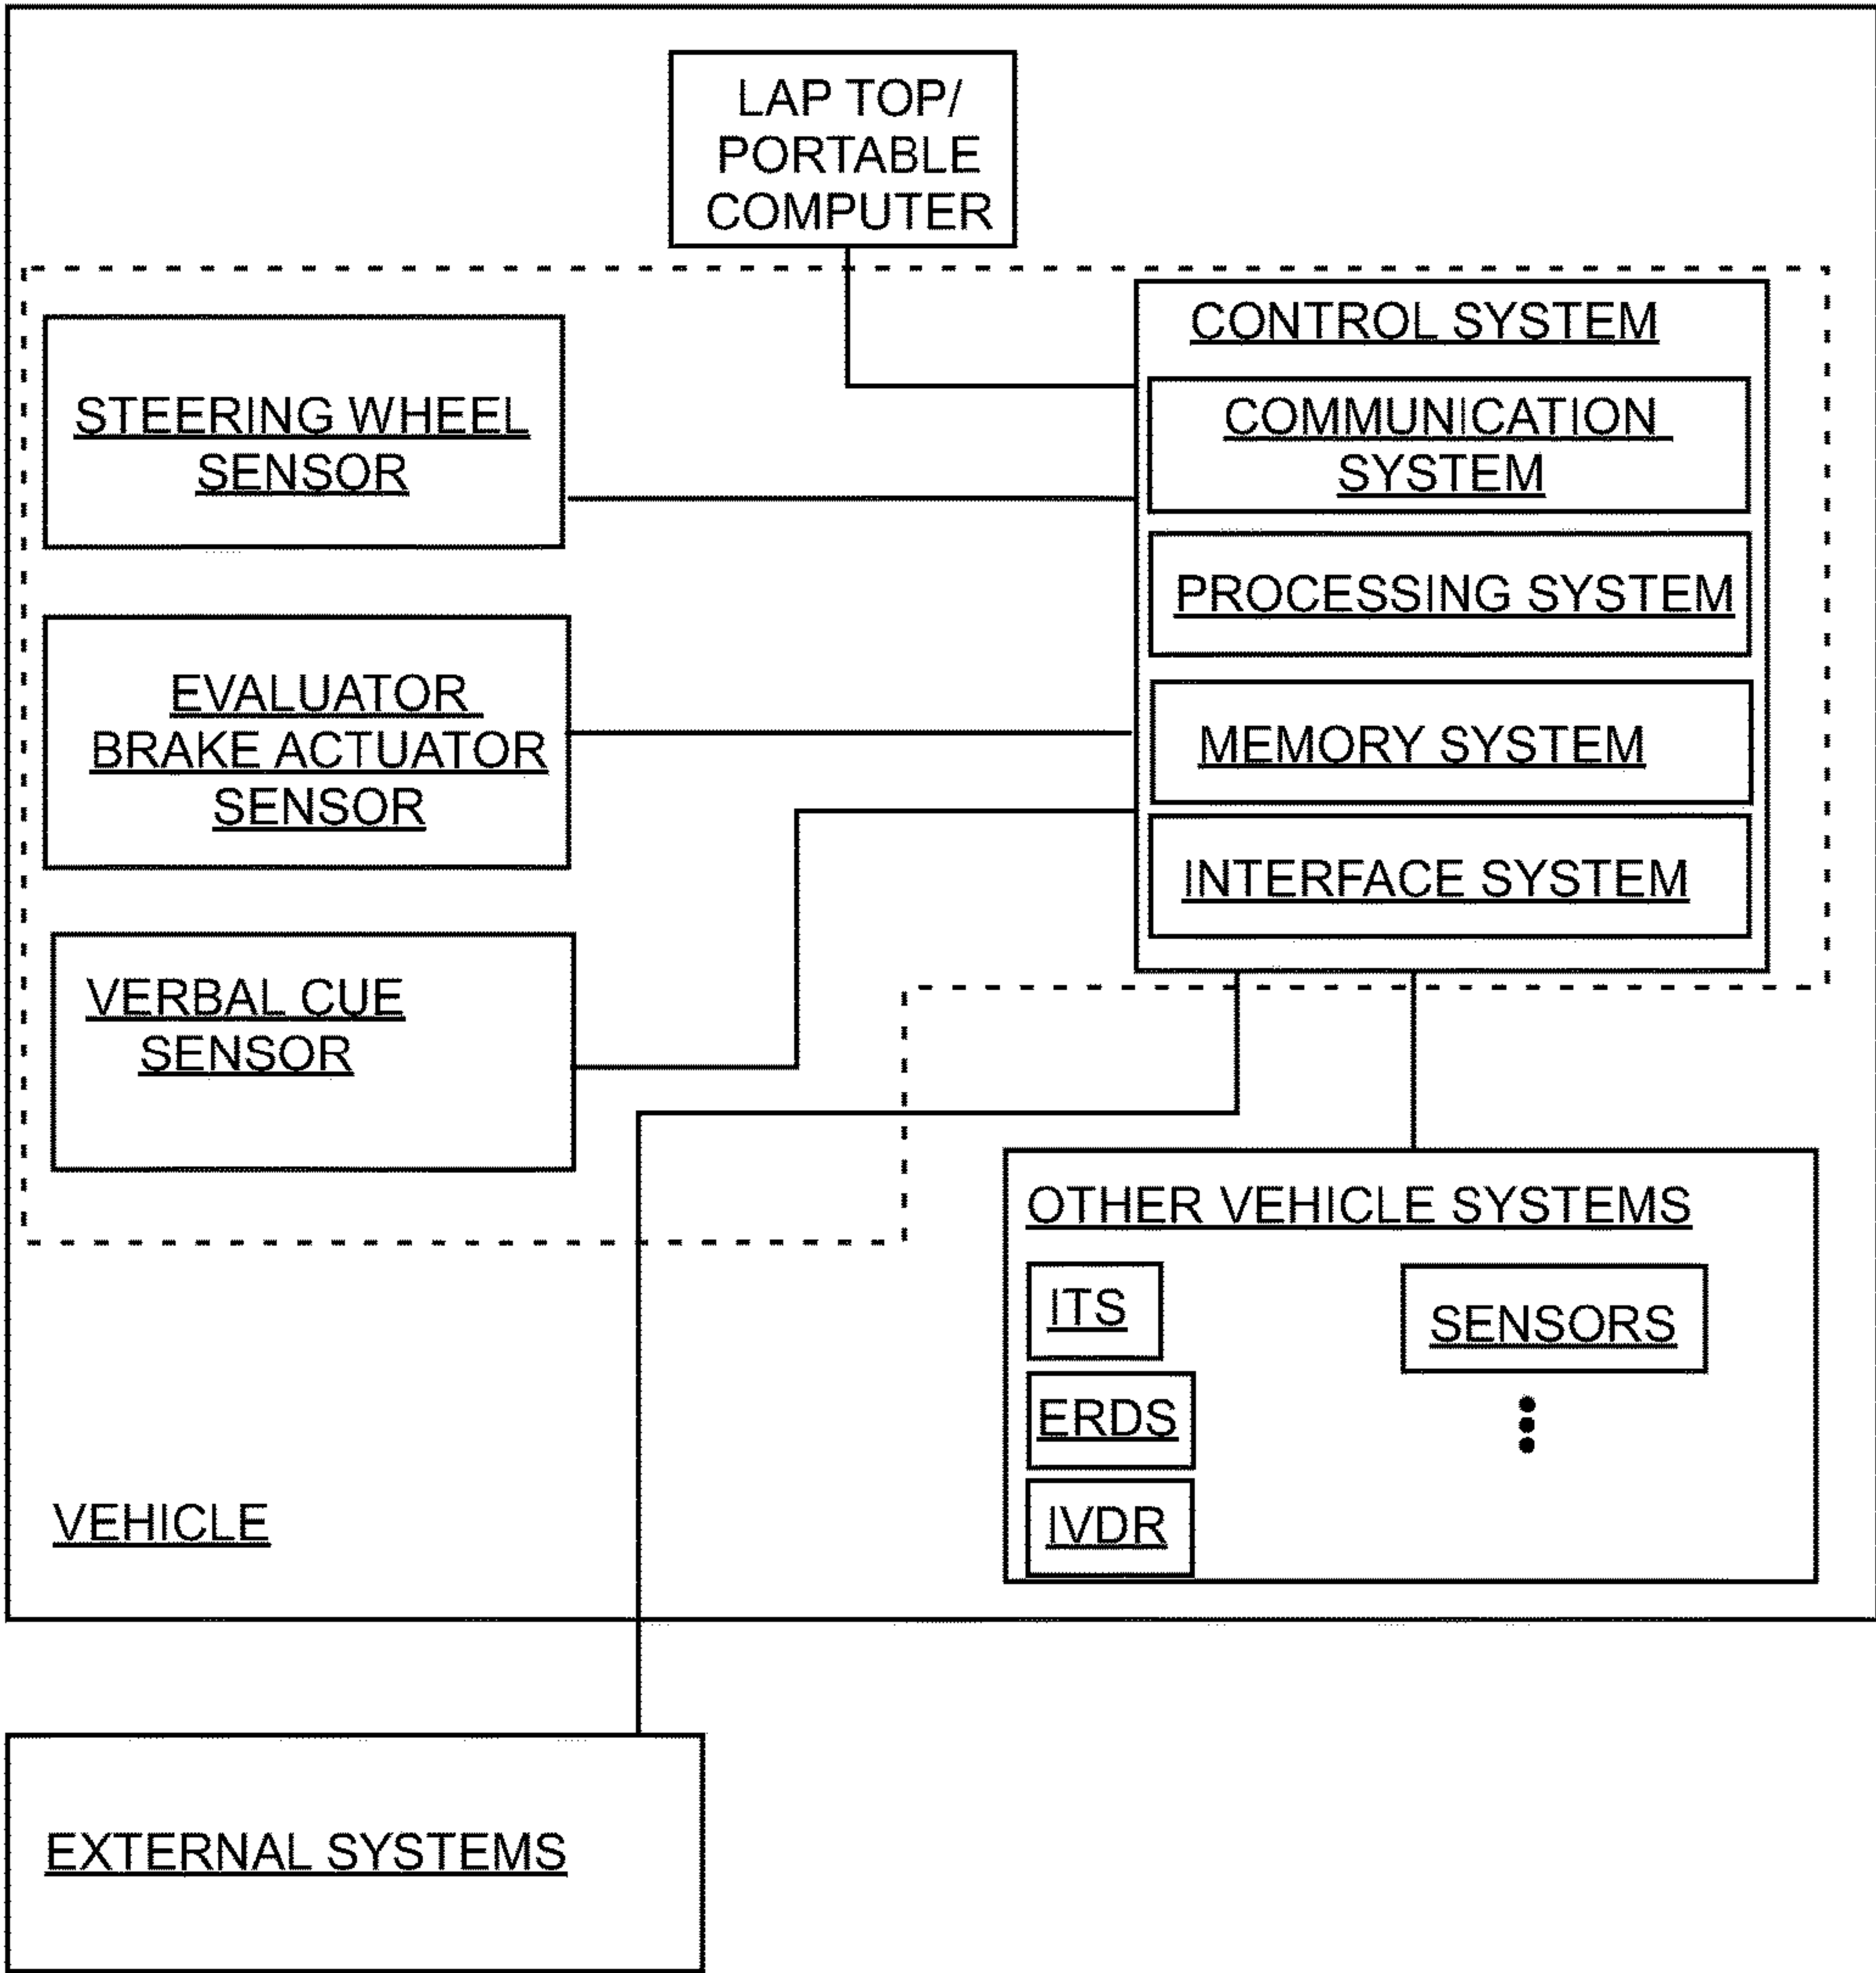 LAP TOP/
PORTABLE
COMPUTER
CONTROL SYSTEM
COMMUNICATION
SYSTEM
PROCESSING SYSTEM
MEMORY SYSTEM
INTERFACE SYSTEM
STEERING WHEEL
SENSOR
EVALUATOR
BRAKE ACTUATOR
SENSOR
VERBAL CUE
SENSOR
OTHER VEHICLE SYSTEMS
ITS
ERDS
IVDR
SENSORS
VEHICLE
EXTERNAL SYSTEMS